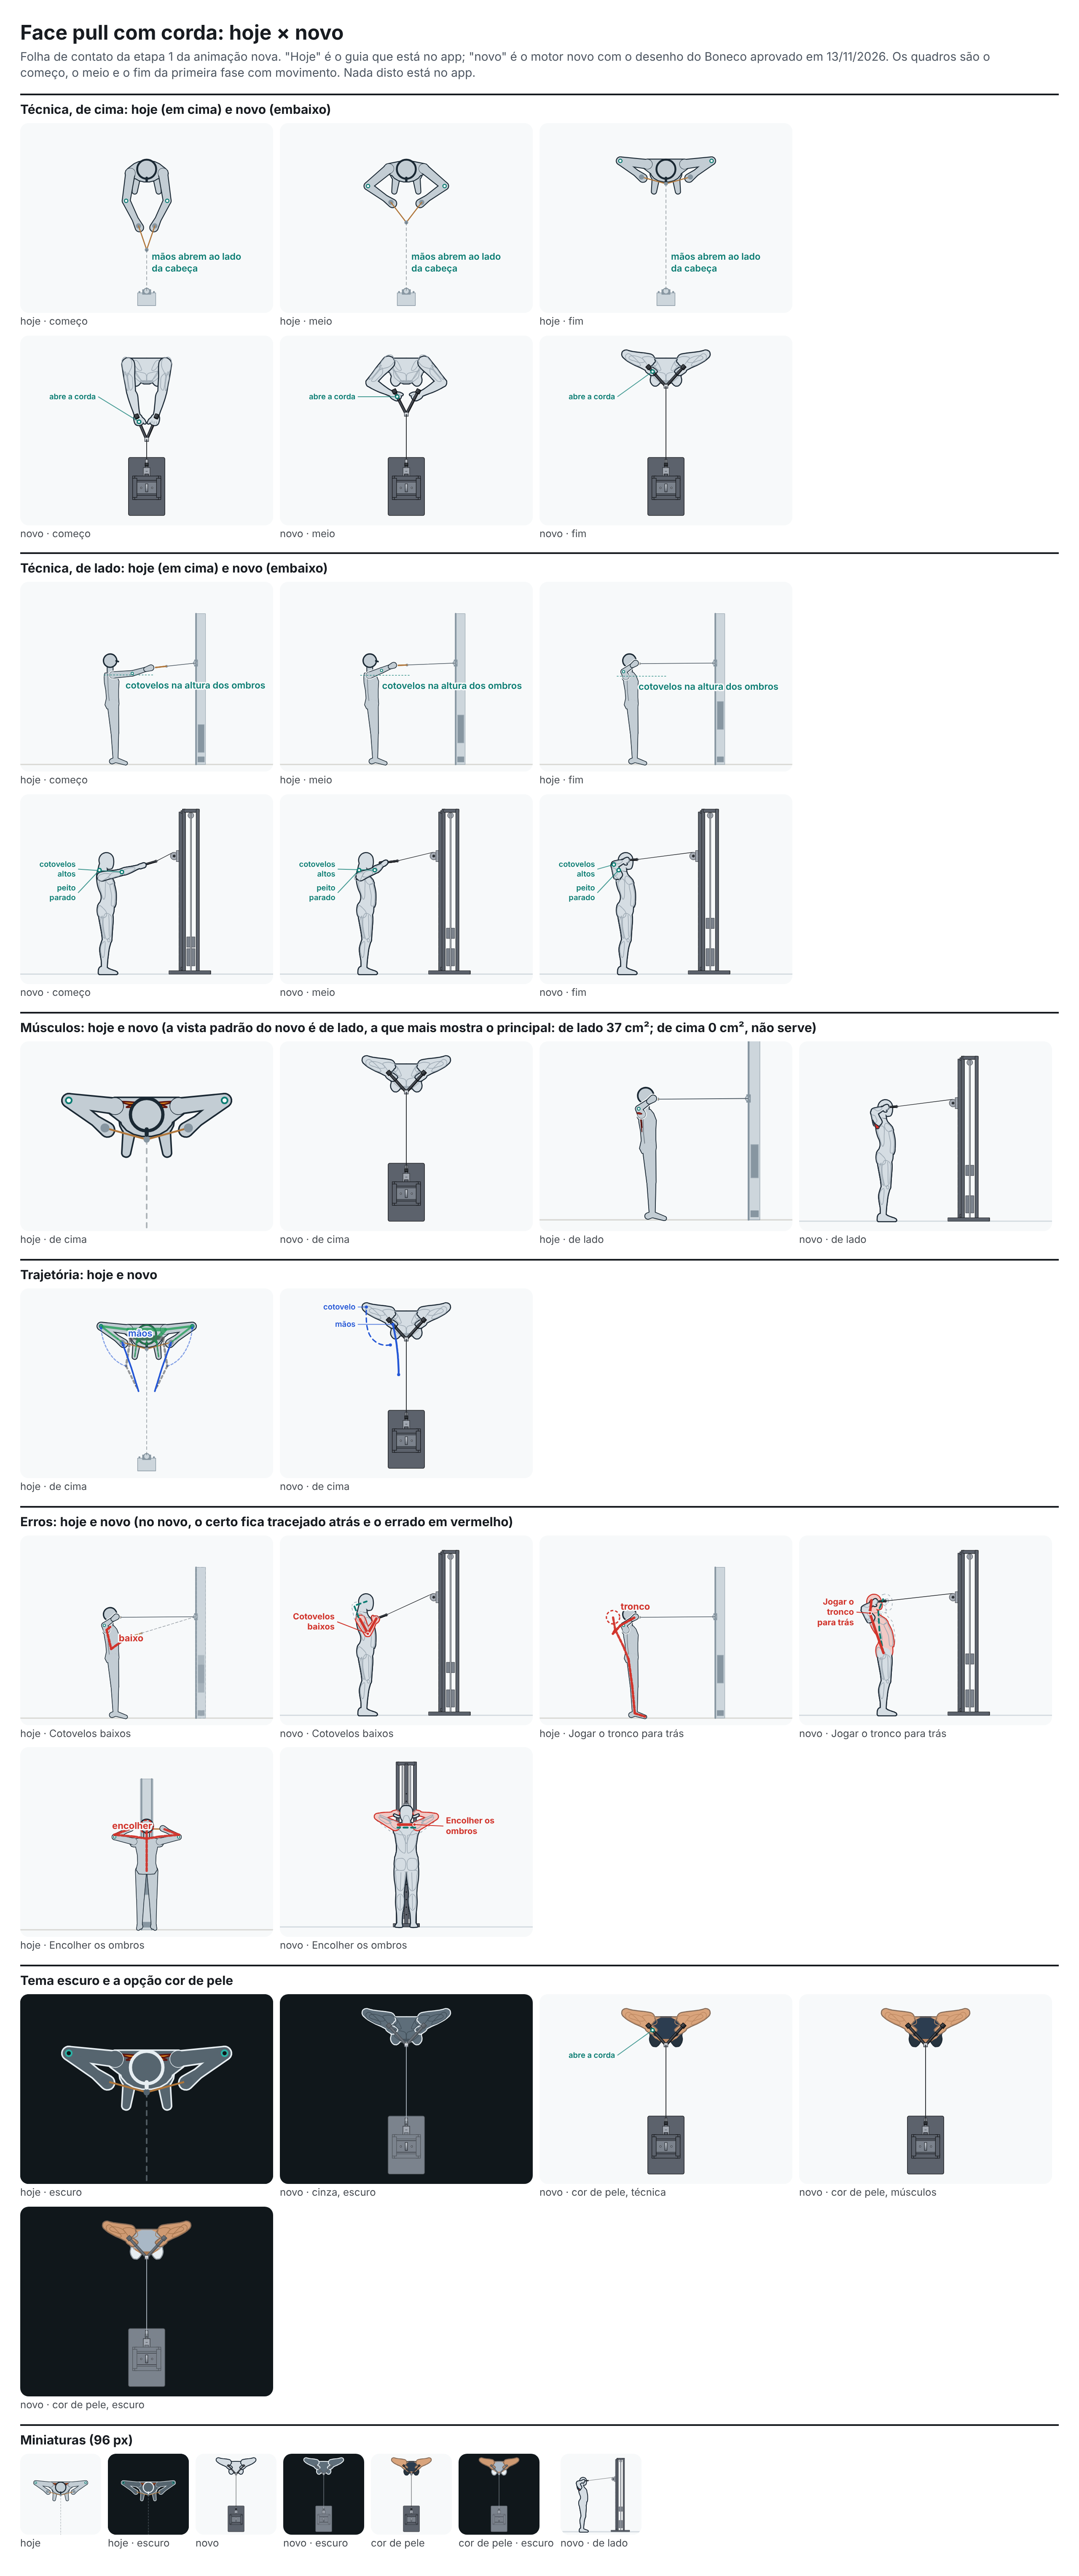 Face pull com corda: hoje × novo
Folha de contato da etapa 1 da animação nova. "Hoje" é o guia que está no app; "novo" é o motor novo com o desenho do Boneco aprovado em 13/11/2026. Os quadros são o
começo, o meio e o fim da primeira fase com movimento. Nada disto está no app.
Técnica, de cima: hoje (em cima) e novo (embaixo)
mãos abrem ao lado
da cabeça
mãos abrem ao lado
da cabeça
mãos abrem ao lado
da cabeça
hoje · começo
hoje · meio
hoje · fim
abre a corda
abre a corda
abre a corda
novo · começo
novo · meio
novo · fim
Técnica, de lado: hoje (em cima) e novo (embaixo)
cotovelos na altura dos ombros
cotovelos na altura dos ombros
cotovelos na altura dos ombros
hoje · começo
hoje · meio
hoje · fim
cotovelos
altos
peito
parado
cotovelos
altos
peito
parado
cotovelos
altos
peito
parado
novo · começo
novo · meio
novo · fim
Músculos: hoje e novo (a vista padrão do novo é de lado, a que mais mostra o principal: de lado 37 cm²; de cima 0 cm², não serve)
hoje · de cima
novo · de cima
hoje · de lado
novo · de lado
Trajetória: hoje e novo
mãos
cotovelo
mãos
hoje · de cima
novo · de cima
Erros: hoje e novo (no novo, o certo fica tracejado atrás e o errado em vermelho)
baixo
Cotovelos
baixos
tronco
Jogar o
tronco
para trás
hoje · Cotovelos baixos
novo · Cotovelos baixos
hoje · Jogar o tronco para trás
novo · Jogar o tronco para trás
encolher
Encolher os
ombros
hoje · Encolher os ombros
novo · Encolher os ombros
Tema escuro e a opção cor de pele
abre a corda
hoje · escuro
novo · cinza, escuro
novo · cor de pele, técnica
novo · cor de pele, músculos
novo · cor de pele, escuro
Miniaturas (96 px)
hoje
hoje · escuro
novo
novo · escuro
cor de pele
cor de pele · escuro
novo · de lado